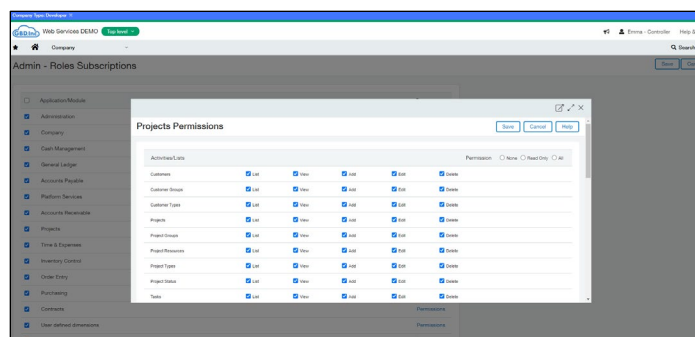 Company Type: Developer ×
GBD.Inc Web Services DEMO Top level
Emma - Controller Help &
Company
Search
Admin - Roles Subscriptions
Save
Application/Module
Administration
Company
Cash Management
General Ledger
Accounts Payable
Platform Services
Accounts Receivable
Projects
Time & Expenses
Inventory Control
Order Entry
Purchasing
Contracts Permissions
User defined dimensions Permissions
Projects Permissions
Save Cancel Help
Activities/Lists Permission None Read Only All
Customers List View Add Edit Delete
Customer Groups List View Add Edit Delete
Customer Types List View Add Edit Delete
Projects List View Add Edit Delete
Project Groups List View Add Edit Delete
Project Resources List View Add Edit Delete
Project Types List View Add Edit Delete
Project Status List View Add Edit Delete
Tasks List View Add Edit Delete